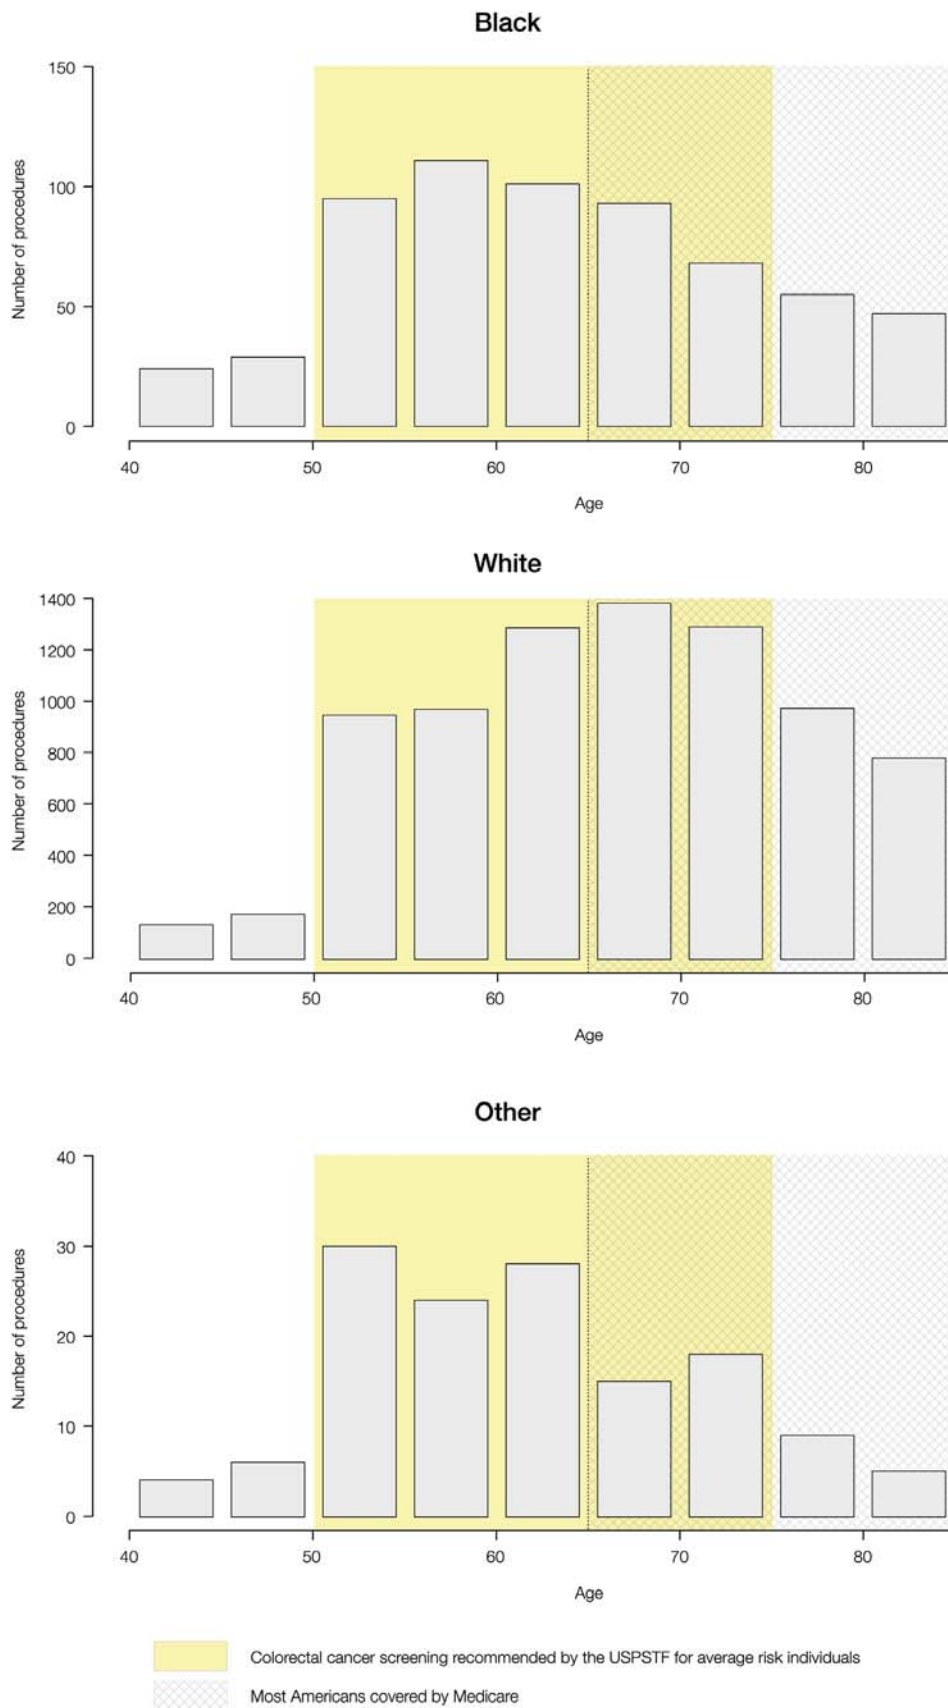 Black
150
100
50
0
Number of procedures
40 50 60 70 80
Age
White
1400
1200
1000
800
600
400
200
0
Number of procedures
40 50 60 70 80
Age
Other
40
30
20
10
0
Number of procedures
40 50 60 70 80
Age
Colorectal cancer screening recommended by the USPSTF for average risk individuals
Most Americans covered by Medicare